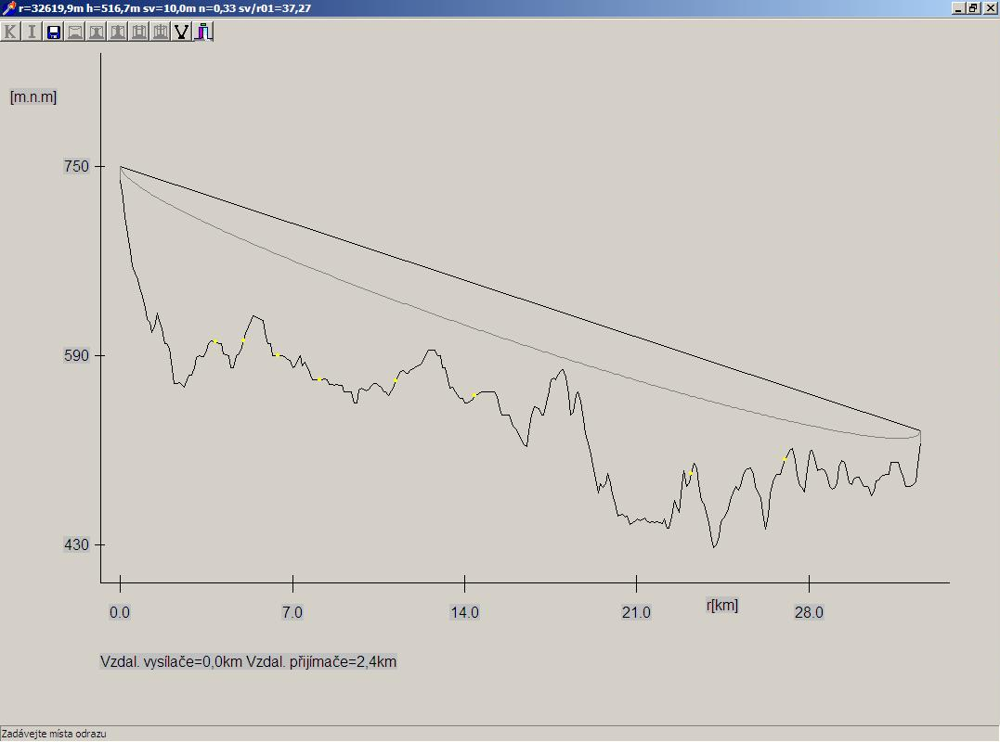 r=32619,9m h=516,7m sv=10,0m n=0,33 sv/r01=37,27
K I V
[m.n.m]
750
590
430
0.0 7.0 14.0 21.0 r[km] 28.0
Vzdal. vysílače=0,0km Vzdal. přijímače=2,4km
Zadávejte místa odrazu